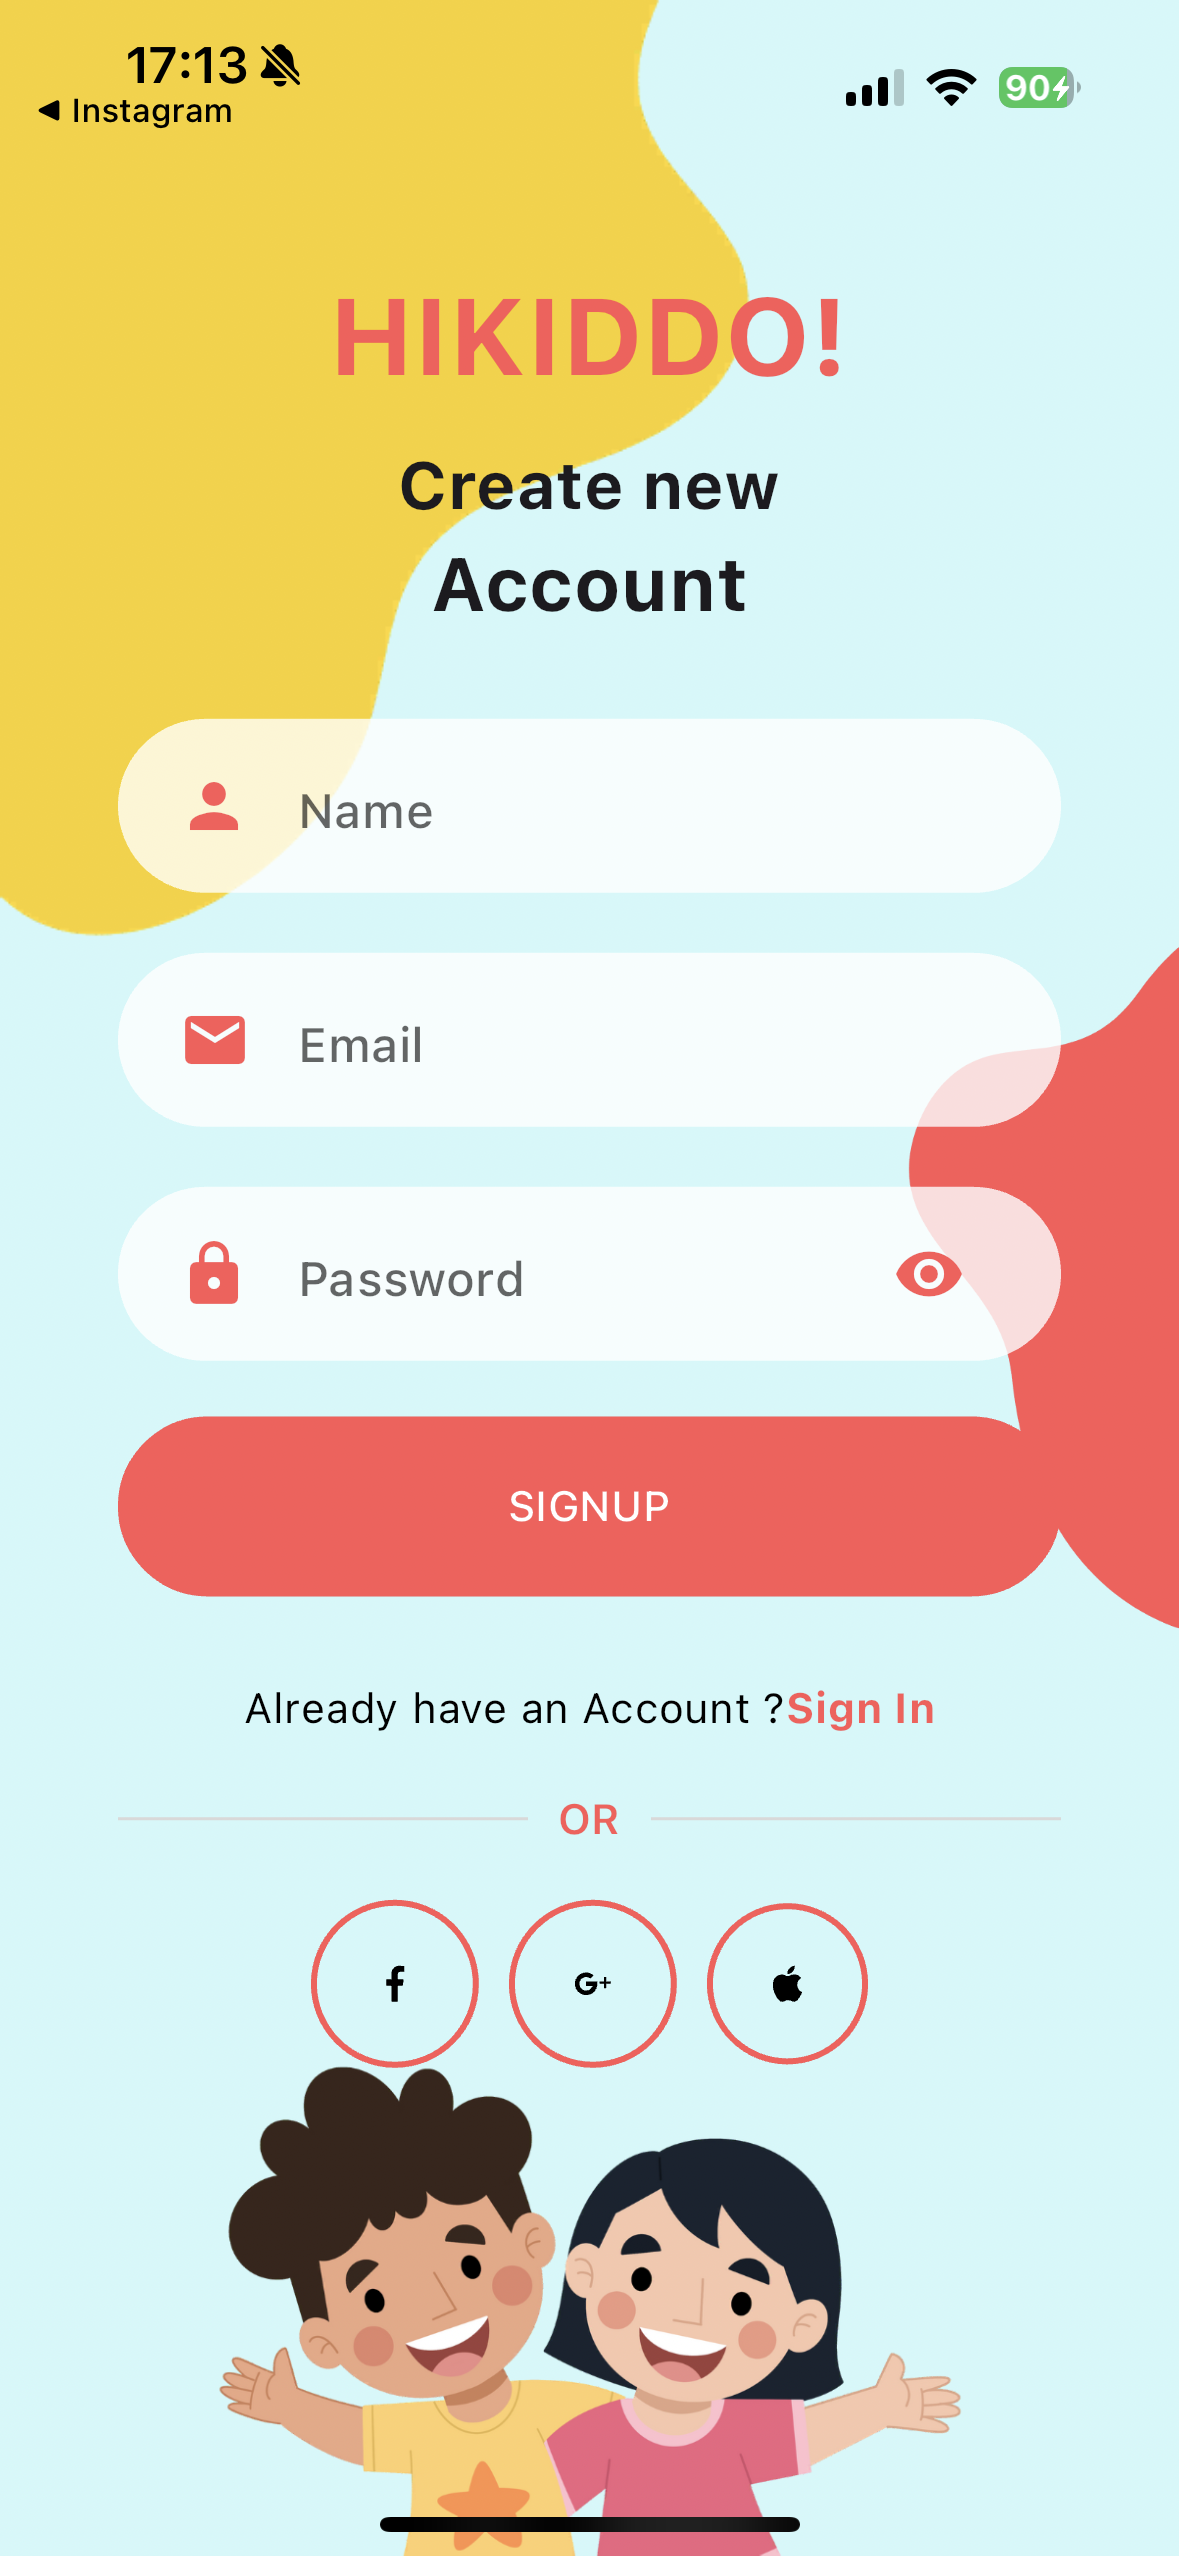 17:13
90
◀ Instagram
HIKIDDO!
Create new
Account
Name
Email
Password
SIGNUP
Already have an Account ?Sign In
OR
f G+